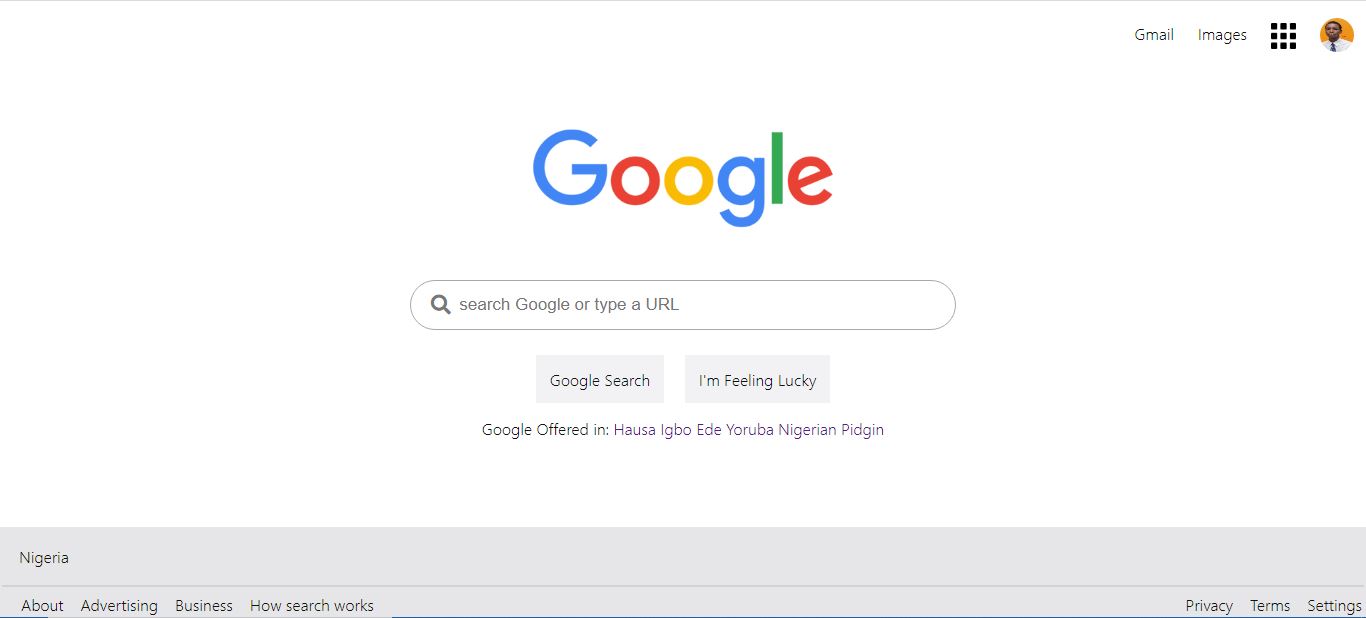 Gmail Images
Google
search Google or type a URL
Google Search I'm Feeling Lucky
Google Offered in: Hausa Igbo Ede Yoruba Nigerian Pidgin
Nigeria
About Advertising Business How search works Privacy Terms Settings